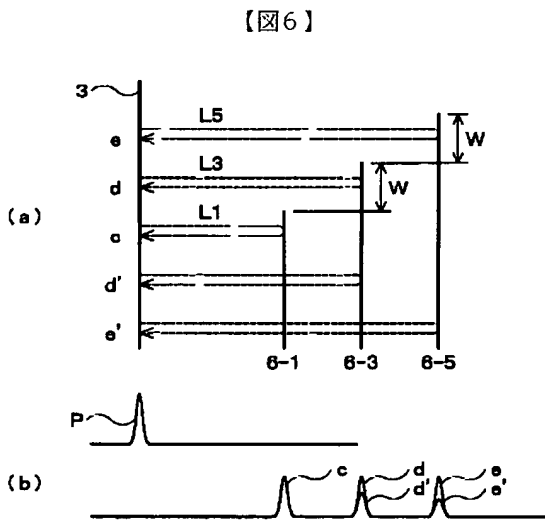 【図6】
3
L5
W
e
L3
W
d
(a)
L1
c
d'
e'
6-1 6-3 6-5
P
(b)
c d e
d' e'